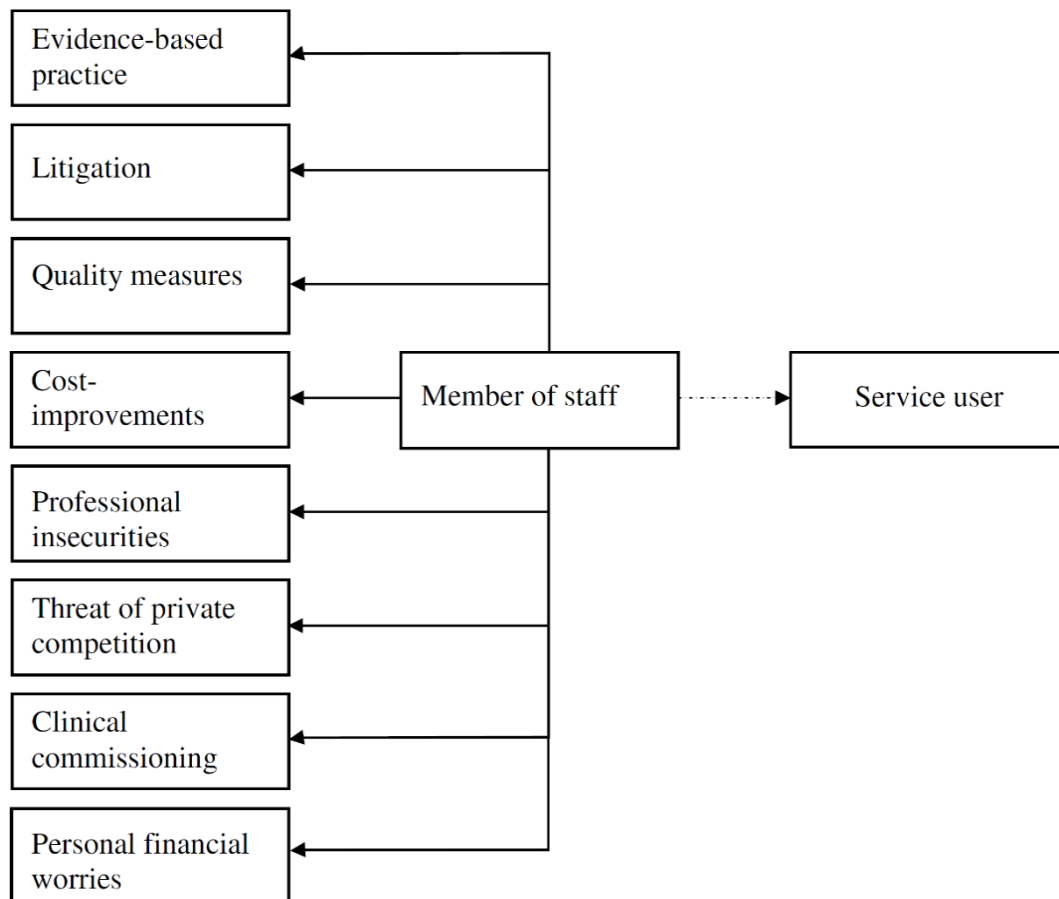 Evidence-based
practice
Litigation
Quality measures
Cost-
improvements
Member of staff
Service user
Professional
insecurities
Threat of private
competition
Clinical
commissioning
Personal financial
worries